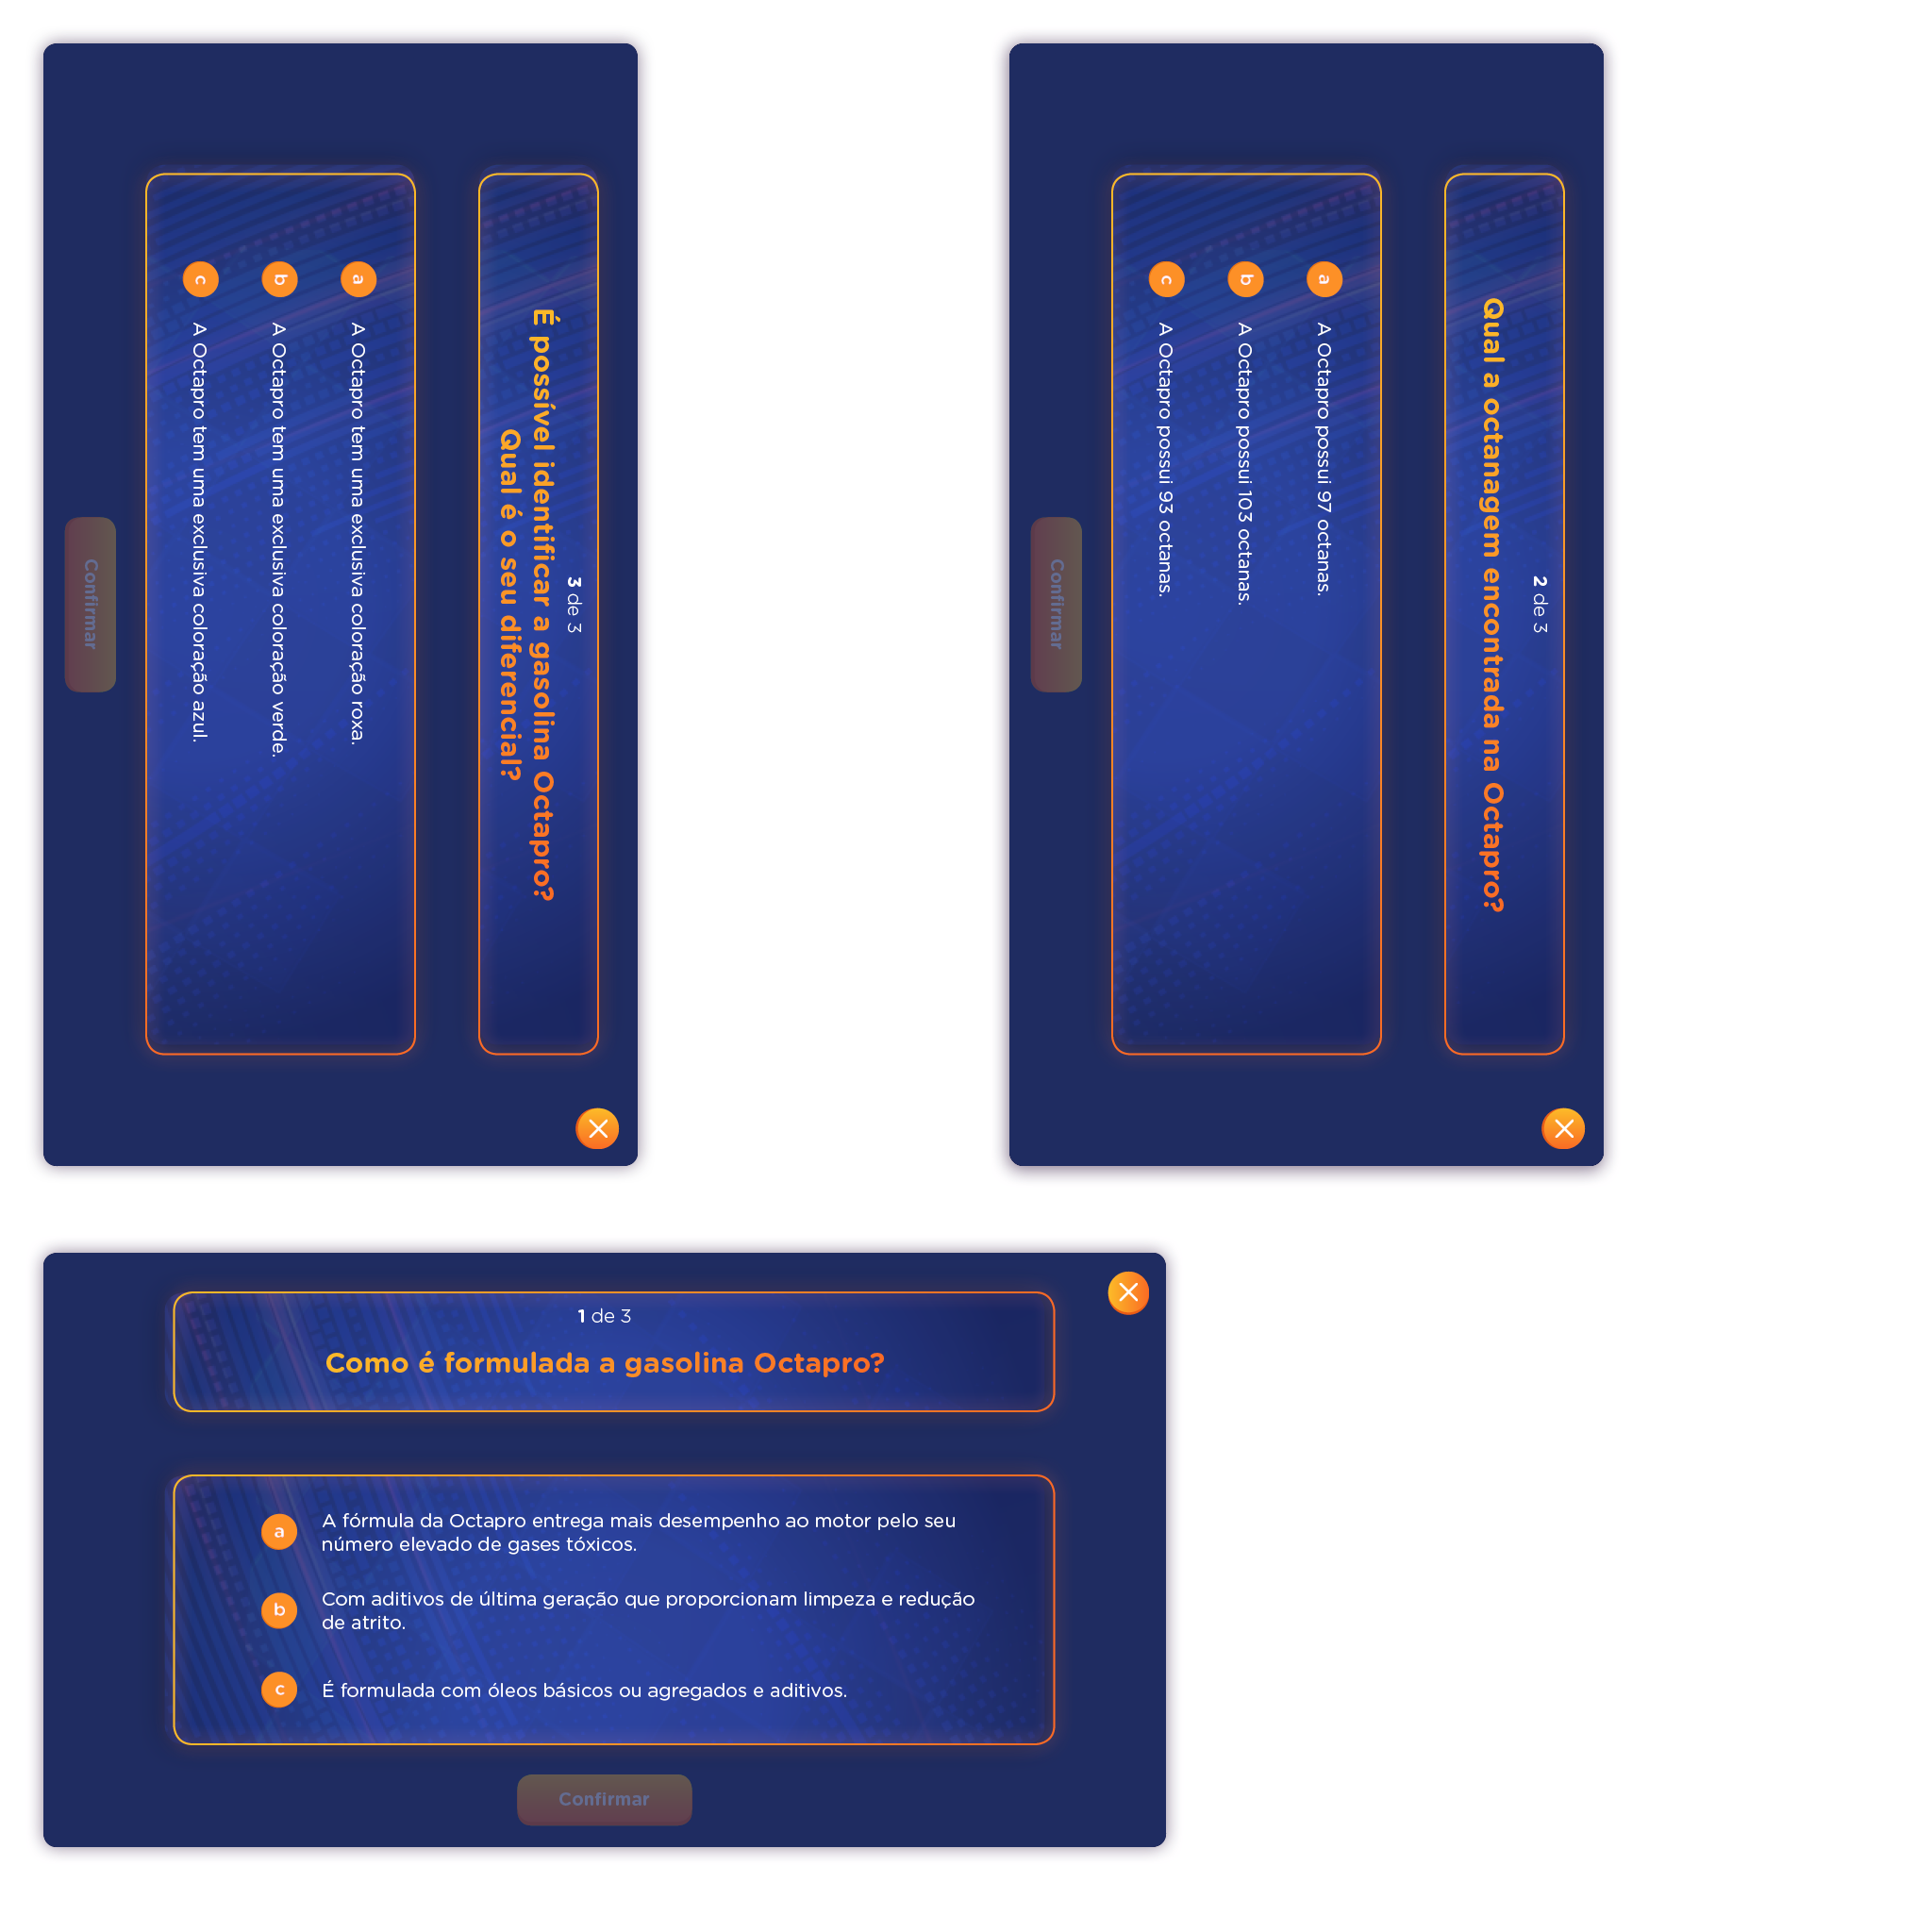 3 de 3
É possível identificar a gasolina Octapro?
Qual é o seu diferencial?
a
A Octapro tem uma exclusiva coloração roxa.
b
A Octapro tem uma exclusiva coloração verde.
c
A Octapro tem uma exclusiva coloração azul.
Confirmar
2 de 3
Qual a octanagem encontrada na Octapro?
a
A Octapro possui 97 octanas.
b
A Octapro possui 103 octanas.
c
A Octapro possui 93 octanas.
Confirmar
1 de 3
Como é formulada a gasolina Octapro?
a
A fórmula da Octapro entrega mais desempenho ao motor pelo seu
número elevado de gases tóxicos.
b
Com aditivos de última geração que proporcionam limpeza e redução
de atrito.
c
É formulada com óleos básicos ou agregados e aditivos.
Confirmar